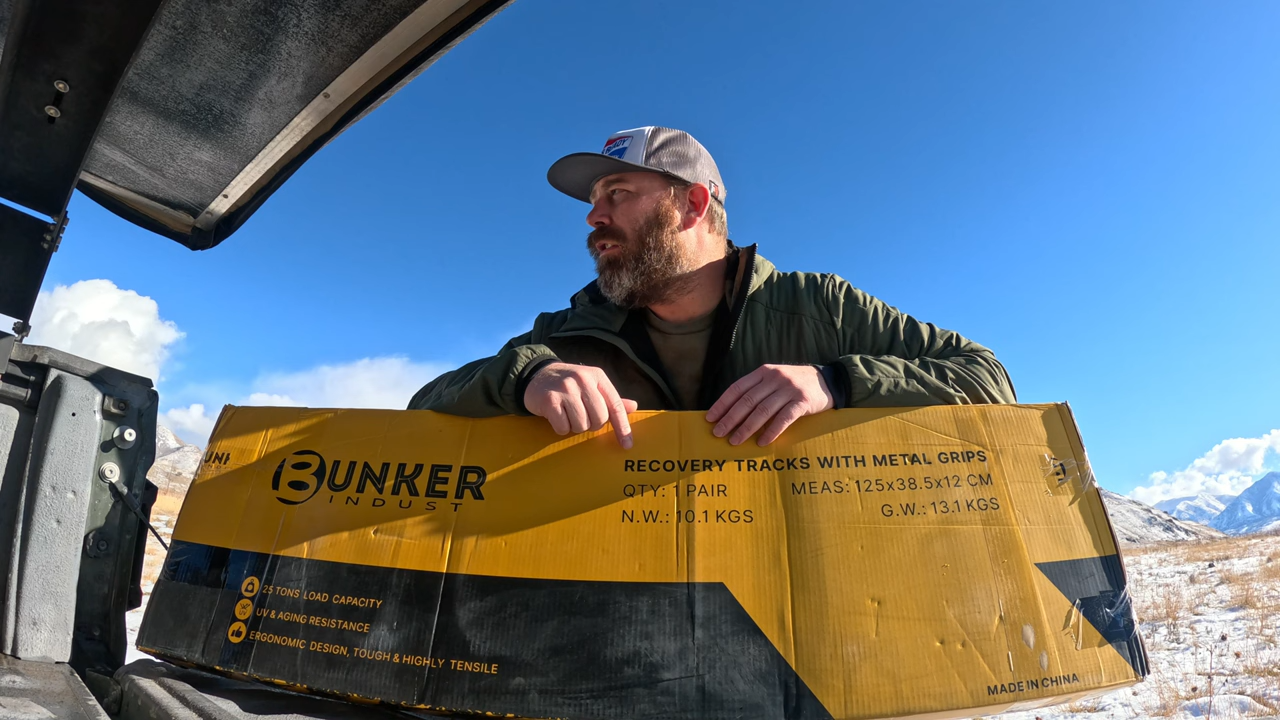 BUNKER
INDUST
RECOVERY TRACKS WITH METAL GRIPS
QTY: 1 PAIR
MEAS: 125x38.5x12 CM
N.W.: 10.1 KGS
G.W.: 13.1 KGS
25 TONS LOAD CAPACITY
UV
UV & AGING RESISTANCE
ERGONOMIC DESIGN, TOUGH & HIGHLY TENSILE
MADE IN CHINA